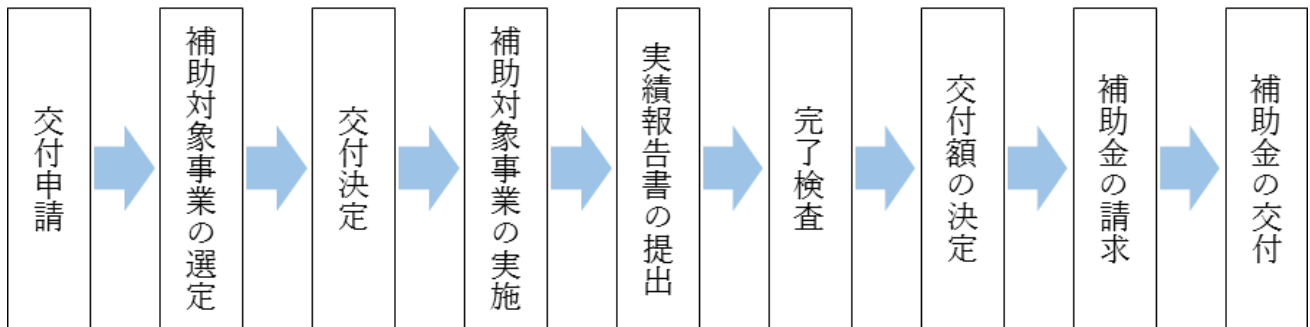 交付申請
補助対象事業の選定
交付決定
補助対象事業の実施
実績報告書の提出
完了検査
交付額の決定
補助金の請求
補助金の交付